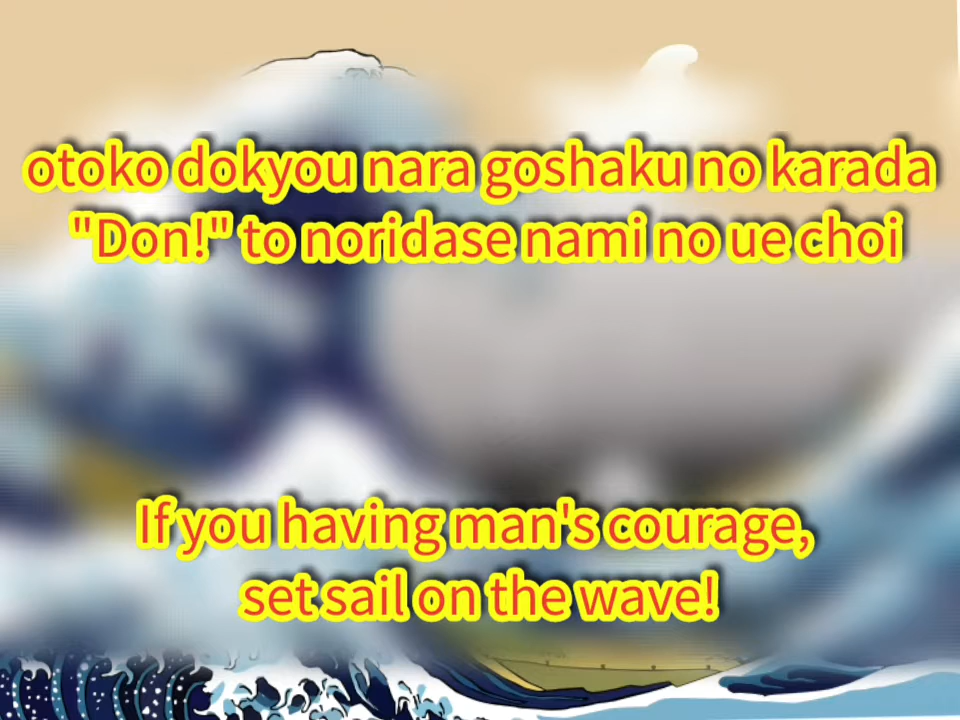 otoko dokyou nara goshaku no karada
"Don!" to noridase nami no ue choi
If you having man's courage,
set sail on the wave!